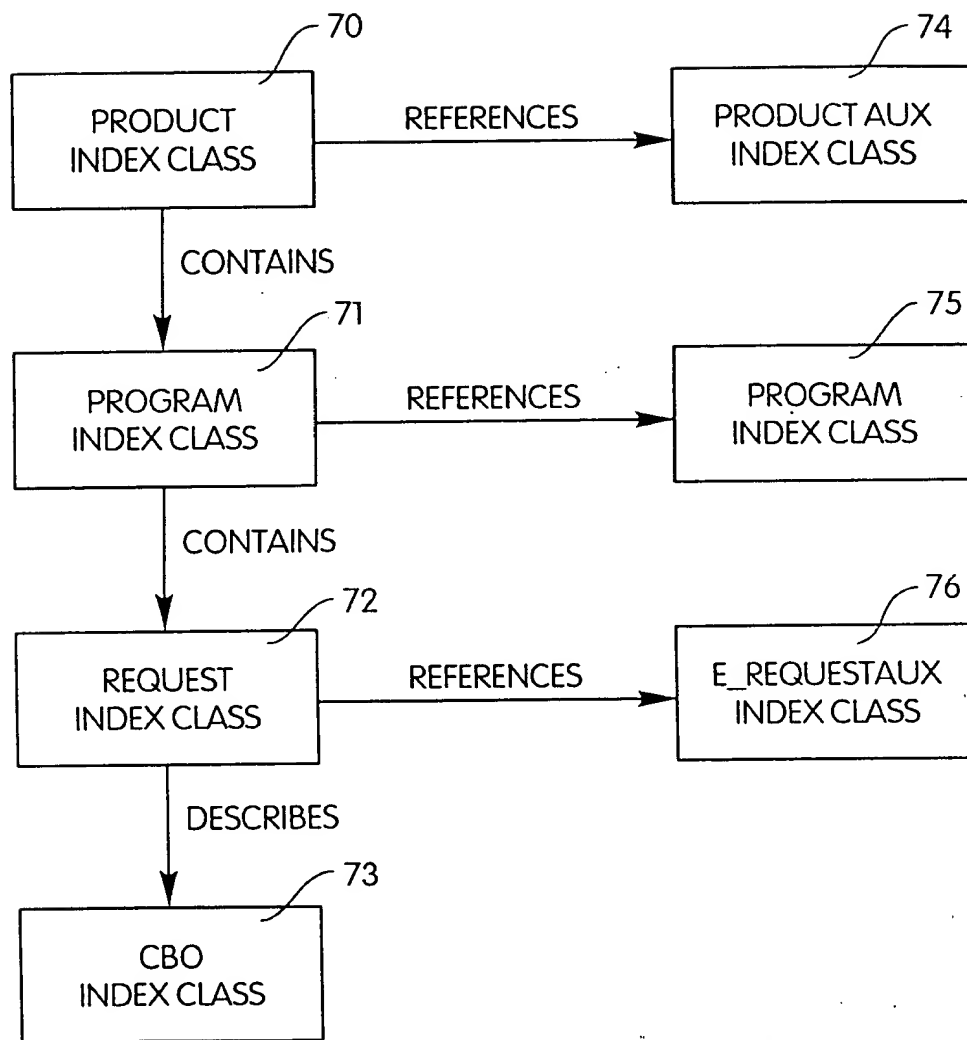 70
74
PRODUCT
INDEX CLASS
REFERENCES
PRODUCT AUX
INDEX CLASS
CONTAINS
71
75
PROGRAM
INDEX CLASS
REFERENCES
PROGRAM
INDEX CLASS
CONTAINS
72
76
REQUEST
INDEX CLASS
REFERENCES
E_REQUESTAUX
INDEX CLASS
DESCRIBES
73
CBO
INDEX CLASS